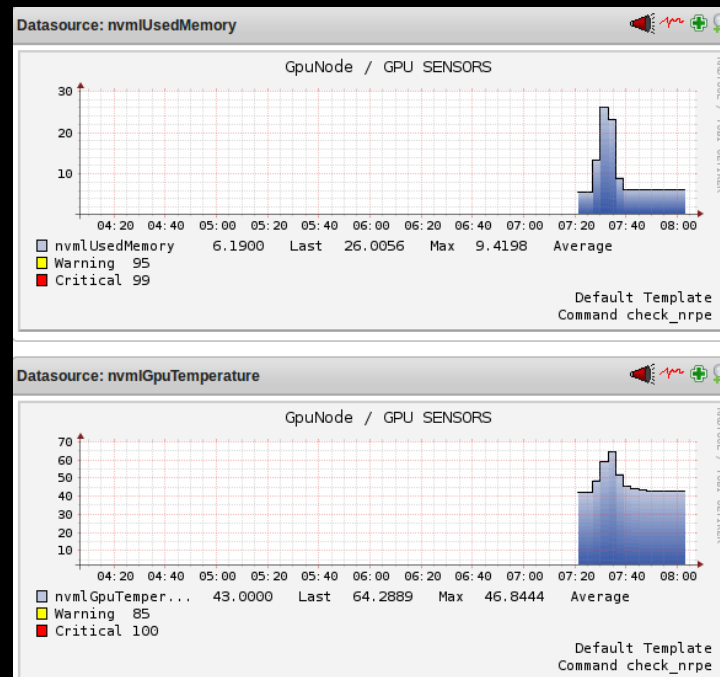 Datasource: nvmlUsedMemory
GpuNode / GPU SENSORS
30
20
10
04:20 04:40 05:00 05:20 05:40 06:00 06:20 06:40 07:00 07:20 07:40 08:00
nvmlUsedMemory 6.1900 Last 26.0056 Max 9.4198 Average
Warning 95
Critical 99
Default Template
Command check_nrpe
Datasource: nvmlGpuTemperature
GpuNode / GPU SENSORS
70
60
50
40
30
20
10
04:20 04:40 05:00 05:20 05:40 06:00 06:20 06:40 07:00 07:20 07:40 08:00
nvmlGpuTemper... 43.0000 Last 64.2889 Max 46.8444 Average
Warning 85
Critical 100
Default Template
Command check_nrpe